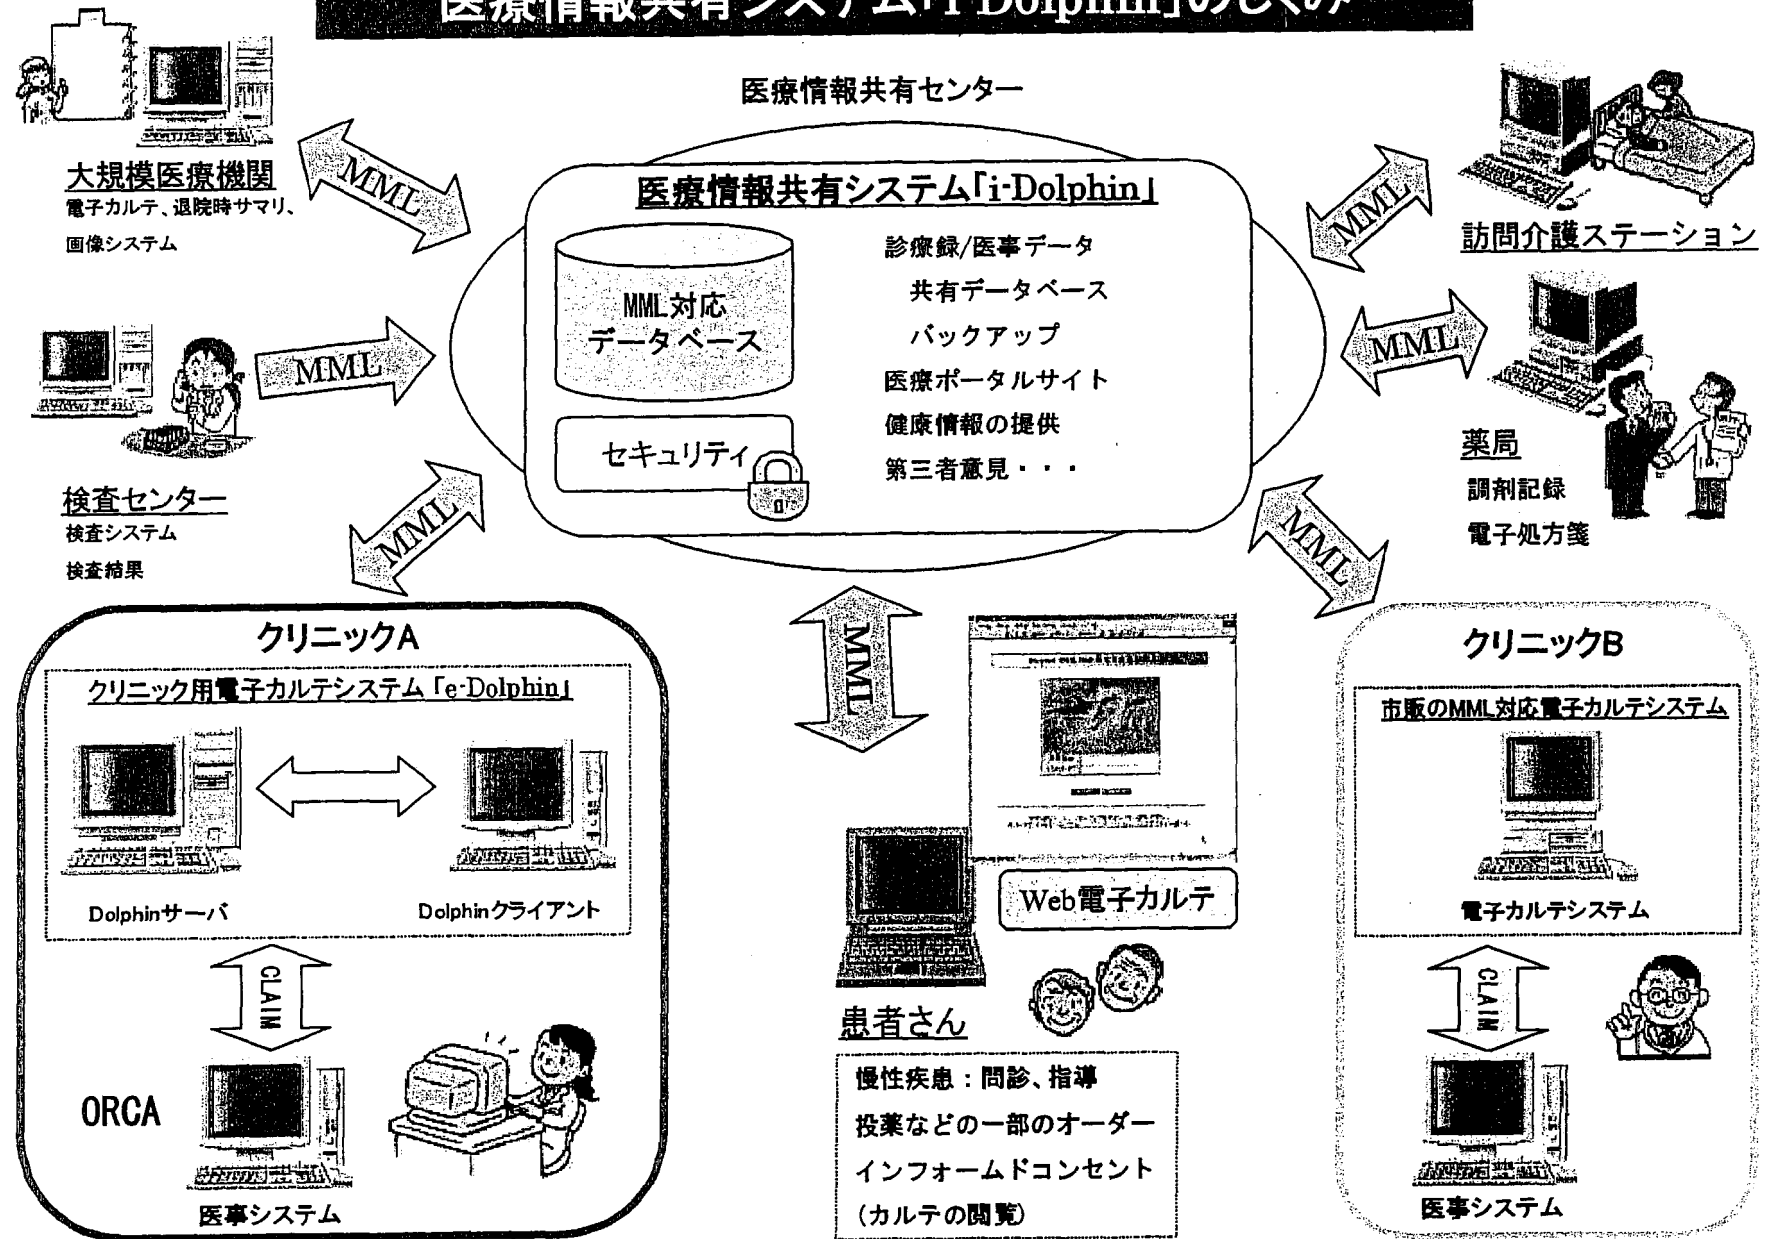 医療情報共有システム「i-Dolphin」のしくみ
医療情報共有センター
大規模医療機関
電子カルテ、退院時サマリ、
画像システム
MML
検査センター
検査システム
検査結果
MML
医療情報共有システム「i-Dolphin」
MML対応
データベース
セキュリティ
診療録/医事データ
共有データベース
バックアップ
医療ポータルサイト
健康情報の提供
第三者意見・・・
MML
訪問介護ステーション
MML
薬局
調剤記録
電子処方箋
MML
MML
MML
クリニックA
クリニック用電子カルテシステム「e-Dolphin」
Dolphinサーバ
Dolphinクライアント
CLAIM
ORCA
医事システム
Web電子カルテ
患者さん
慢性疾患：問診、指導
投薬などの一部のオーダー
インフォームドコンセント
(カルテの閲覧)
クリニックB
市販のMML対応電子カルテシステム
電子カルテシステム
CLAIM
医事システム